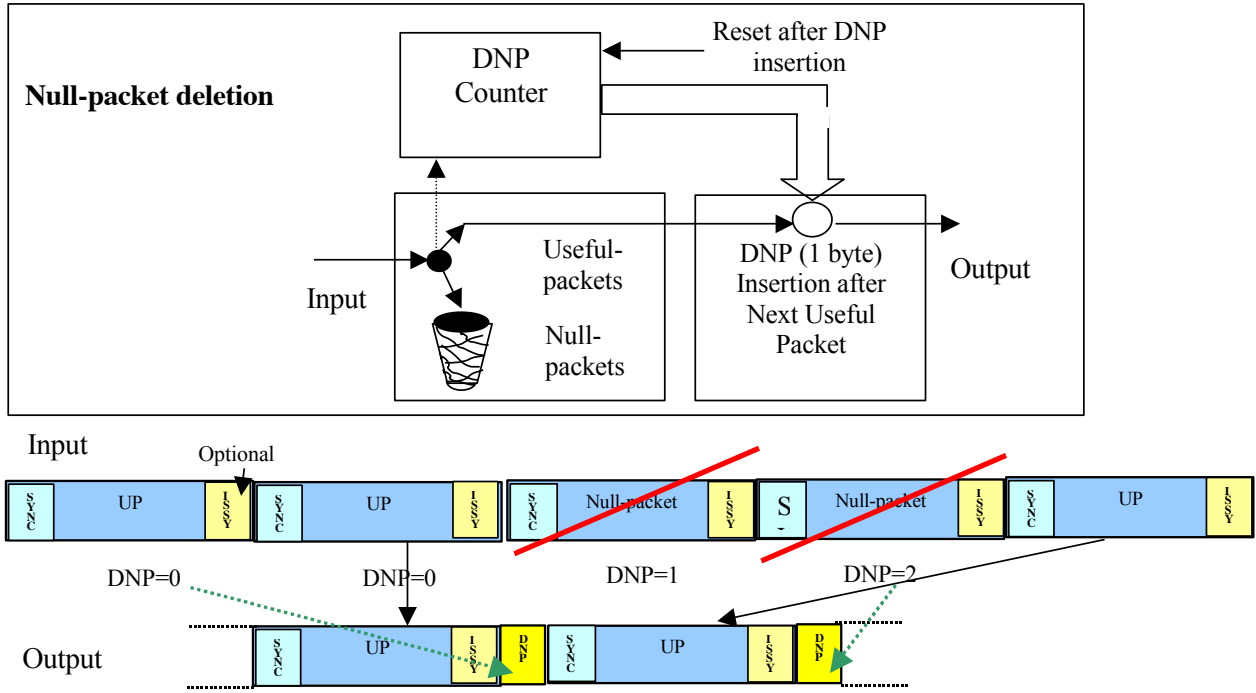 Reset after DNP
insertion
DNP
Counter
Null-packet deletion
Useful-
packets
Input
Null-
packets
DNP (1 byte)
Insertion after
Next Useful
Packet
Output
Input
Optional
SYNC UP ISSY SYNC UP ISSY SYNC Null-packet ISSY S Null-packet ISSY SYNC UP ISSY
DNP=0 DNP=0 DNP=1 DNP=2
Output
SYNC UP ISSY DNP SYNC UP ISSY DNP